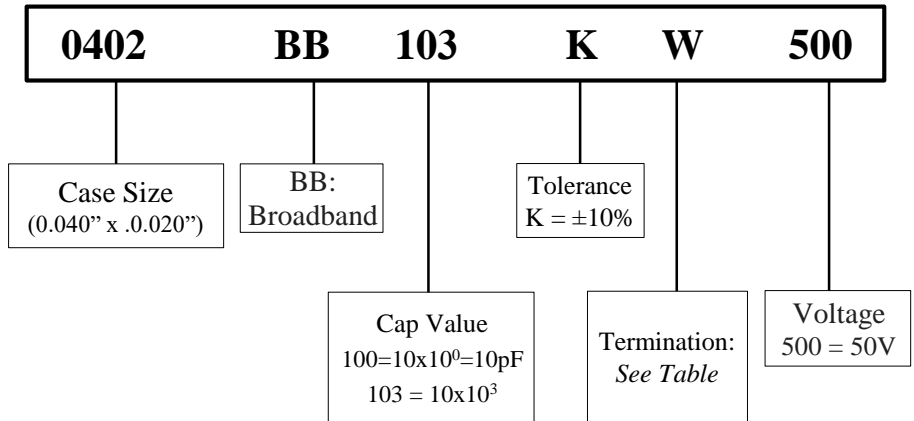 0402 BB 103 K W 500
Case Size
(0.040” x .0.020”)
BB:
Broadband
Cap Value
100=10x10⁰=10pF
103 = 10x10³
Tolerance
K = ±10%
Termination:
See Table
Voltage
500 = 50V